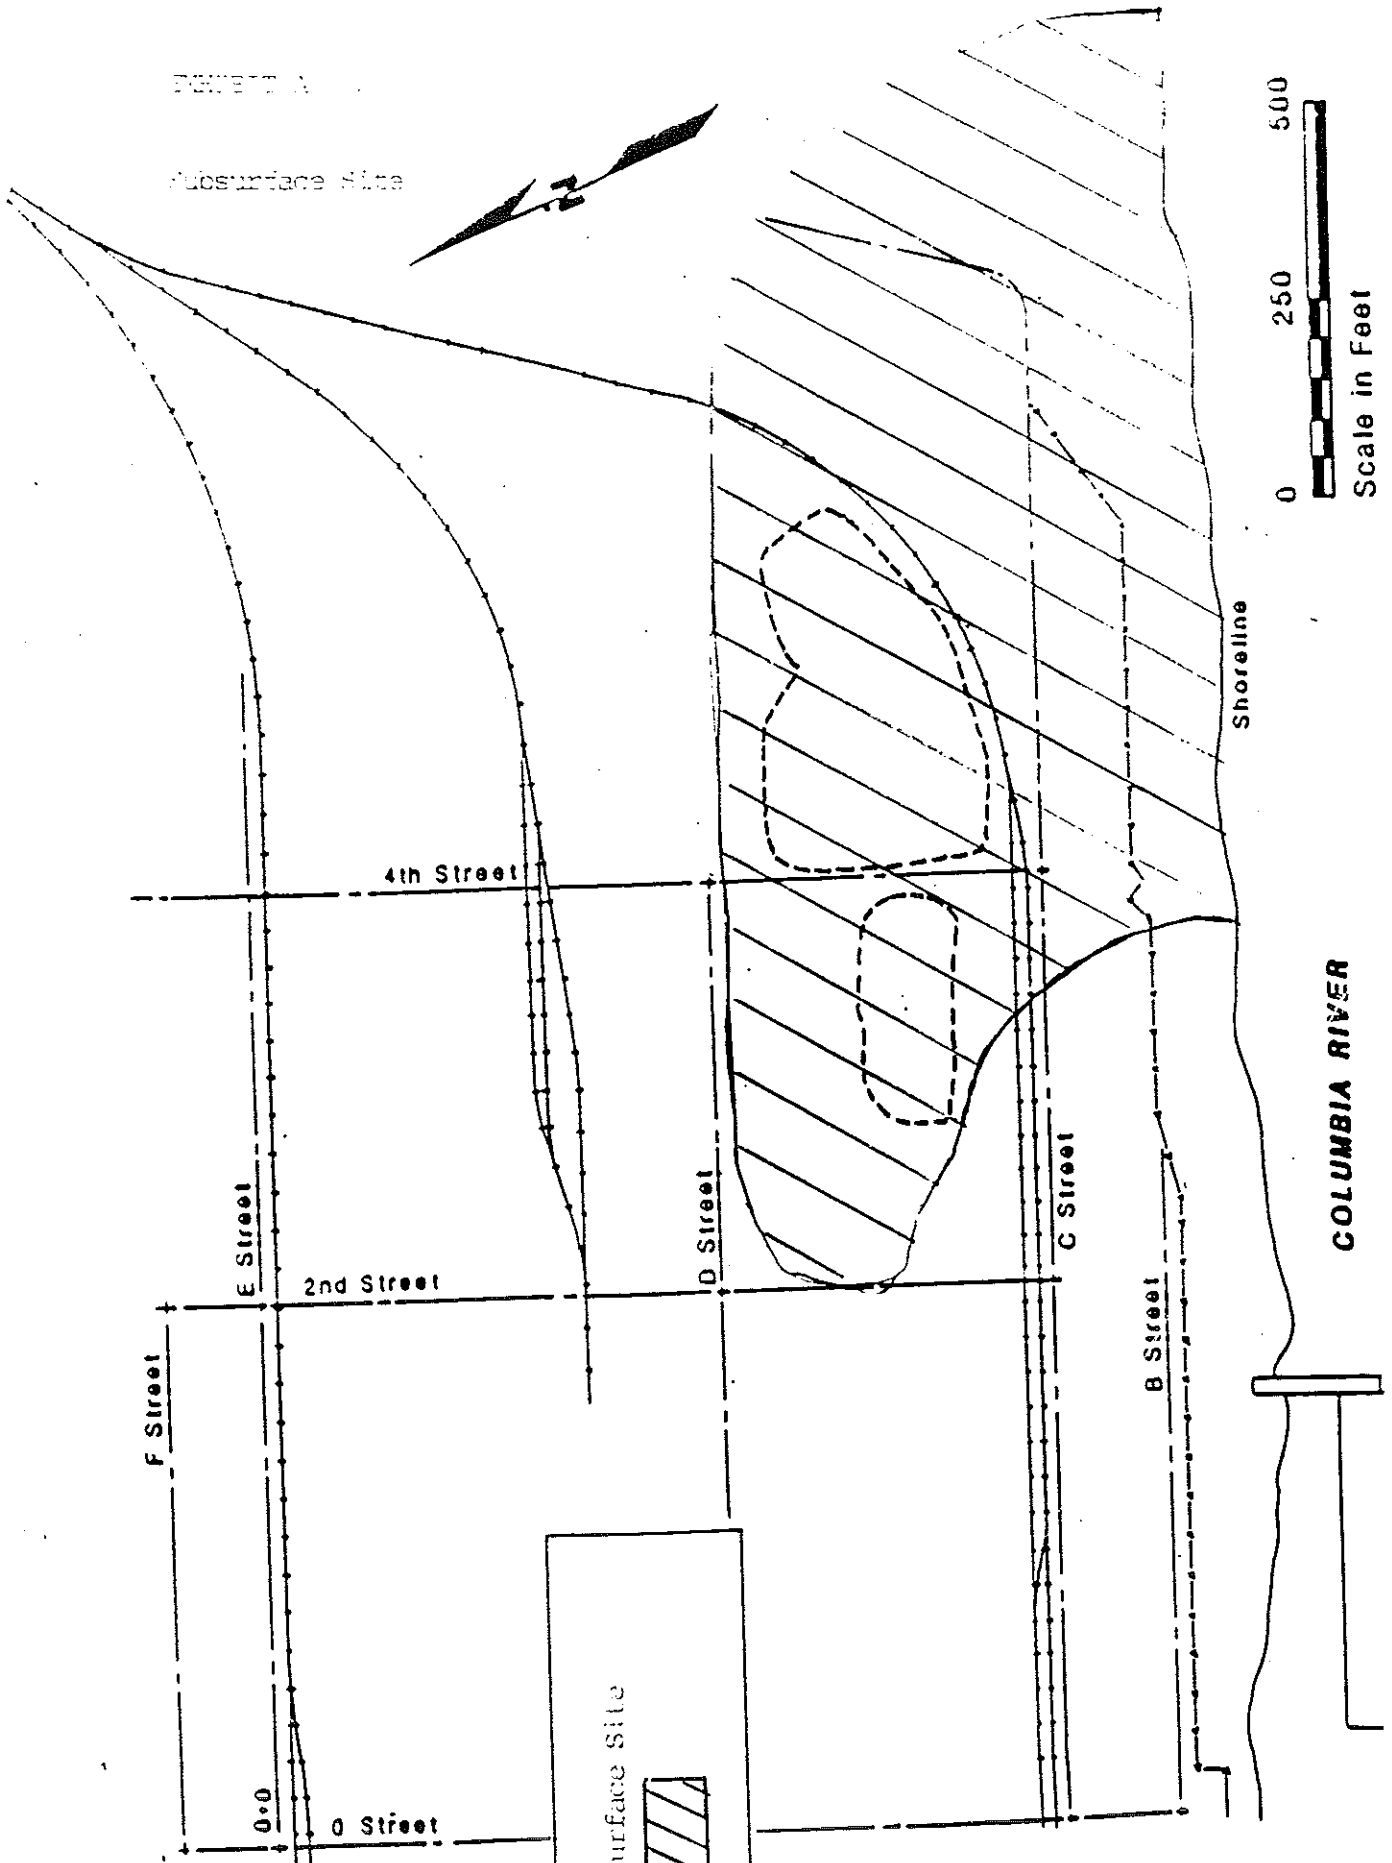 EXHIBIT A
Subsurface Site
N
500
250
0
Scale in Feet
Shoreline
4th Street
E Street
2nd Street
D Street
C Street
F Street
B Street
COLUMBIA RIVER
0+0
0 Street
urface Site